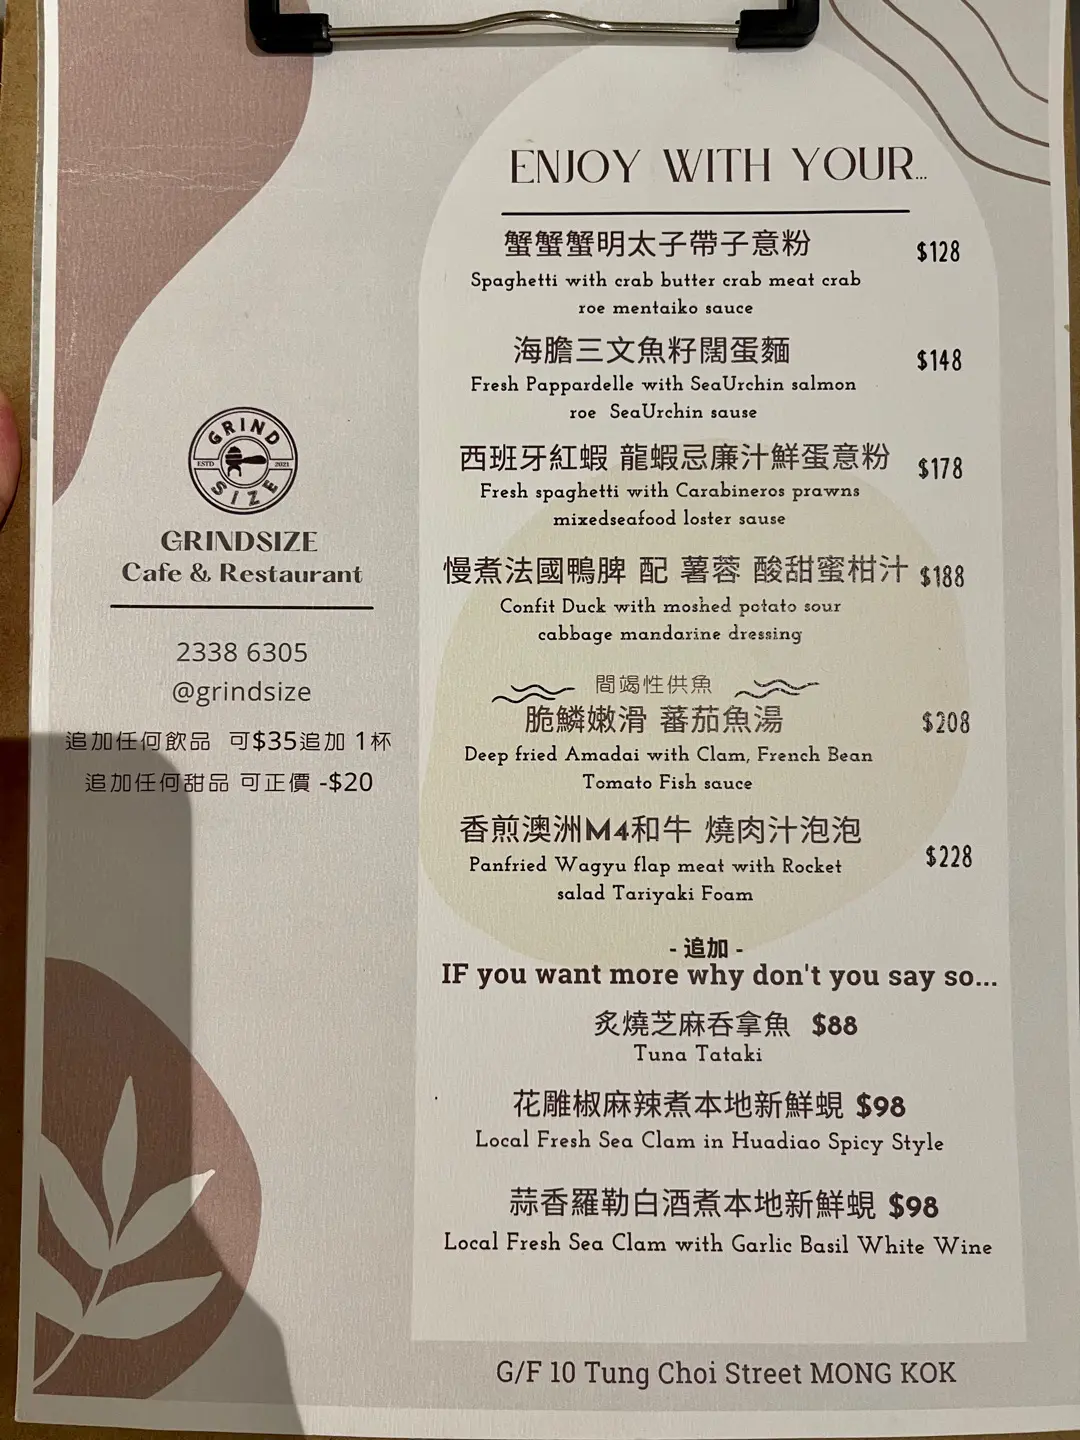 ENJOY WITH YOUR...
蟹蟹蟹明太子帶子意粉
$128
Spaghetti with crab butter crab meat crab
roe mentaiko sauce
海膽三文魚籽闊蛋麵
$148
Fresh Pappardelle with SeaUrchin salmon
roe SeaUrchin sause
西班牙紅蝦 龍蝦忌廉汁鮮蛋意粉
$178
Fresh spaghetti with Carabineros prawns
mixedseafood loster sause
慢煮法國鴨脾 配 薯蓉 酸甜蜜柑汁
$188
Confit Duck with moshed potato sour
cabbage mandarine dressing
間竭性供魚
脆鱗嫩滑 蕃茄魚湯
$208
Deep fried Amadai with Clam, French Bean
Tomato Fish sauce
香煎澳洲M4和牛 燒肉汁泡泡
$228
Panfried Wagyu flap meat with Rocket
salad Tariyaki Foam
- 追加 -
IF you want more why don't you say so...
炙燒芝麻吞拿魚 $88
Tuna Tataki
花雕椒麻辣煮本地新鮮蜆 $98
Local Fresh Sea Clam in Huadiao Spicy Style
蒜香羅勒白酒煮本地新鮮蜆 $98
Local Fresh Sea Clam with Garlic Basil White Wine
G/F 10 Tung Choi Street MONG KOK
GRIND
ESTD 2021
SIZE
GRINDSIZE
Cafe & Restaurant
2338 6305
@grindsize
追加任何飲品 可$35追加 1杯
追加任何甜品 可正價 -$20